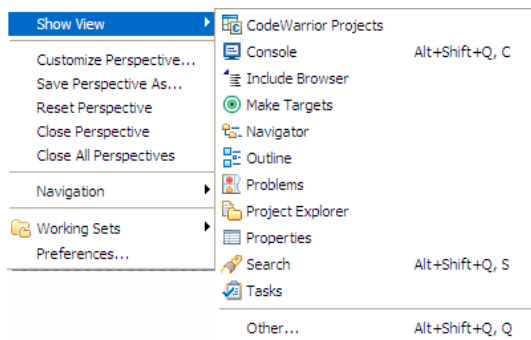 Show View
Customize Perspective...
Save Perspective As...
Reset Perspective
Close Perspective
Close All Perspectives
Navigation
Working Sets
Preferences...
CodeWarrior Projects
Console Alt+Shift+Q, C
Include Browser
Make Targets
Navigator
Outline
Problems
Project Explorer
Properties
Search Alt+Shift+Q, S
Tasks
Other... Alt+Shift+Q, Q